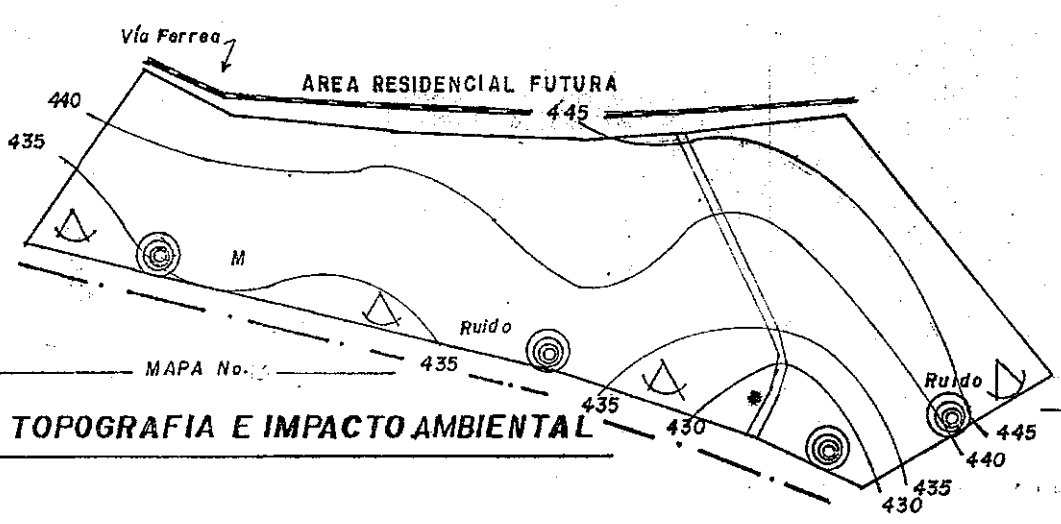 Vía Ferrea
AREA RESIDENCIAL FUTURA
440
445
435
M
Ruido
MAPA No.
435
Ruido
435
TOPOGRAFIA E IMPACTO AMBIENTAL
430
445
440
435
430